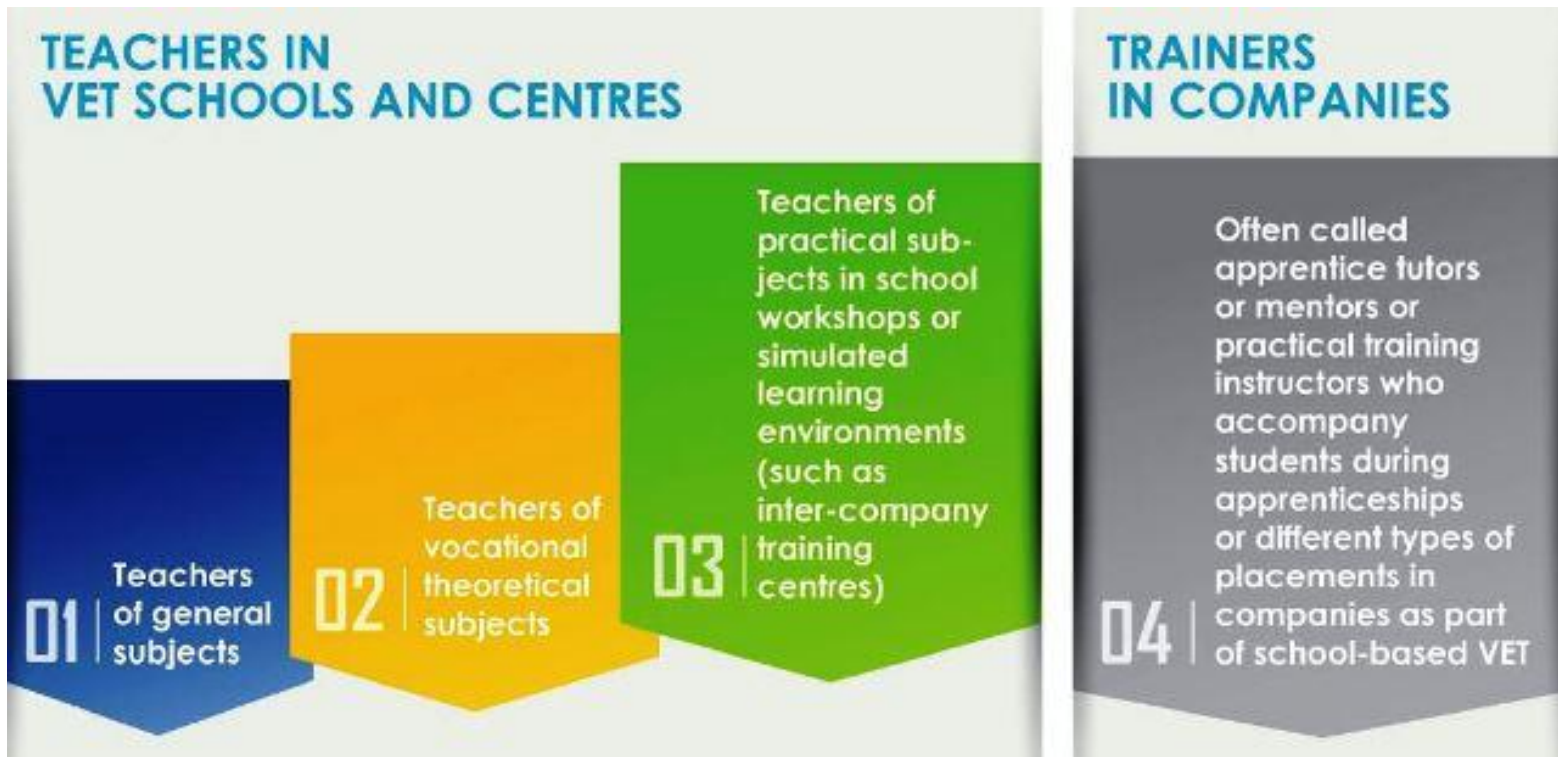 TEACHERS IN
VET SCHOOLS AND CENTRES
01
Teachers
of general
subjects
02
Teachers of
vocational
theoretical
subjects
03
Teachers of
practical sub-
jects in school
workshops or
simulated
learning
environments
(such as
inter-company
training
centres)
TRAINERS
IN COMPANIES
04
Often called
apprentice tutors
or mentors or
practical training
instructors who
accompany
students during
apprenticeships
or different types of
placements in
companies as part
of school-based VET